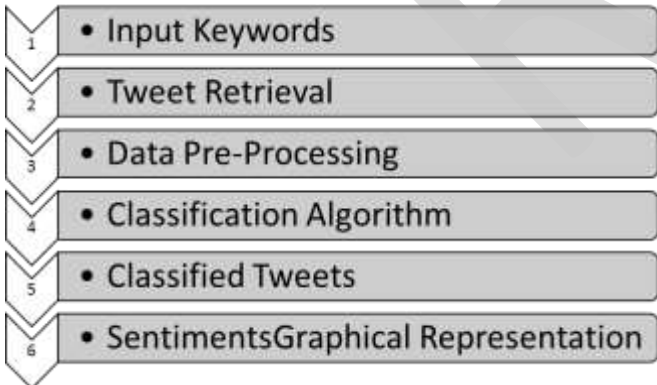 1 • Input Keywords
2 • Tweet Retrieval
3 • Data Pre-Processing
4 • Classification Algorithm
5 • Classified Tweets
6 • SentimentsGraphical Representation